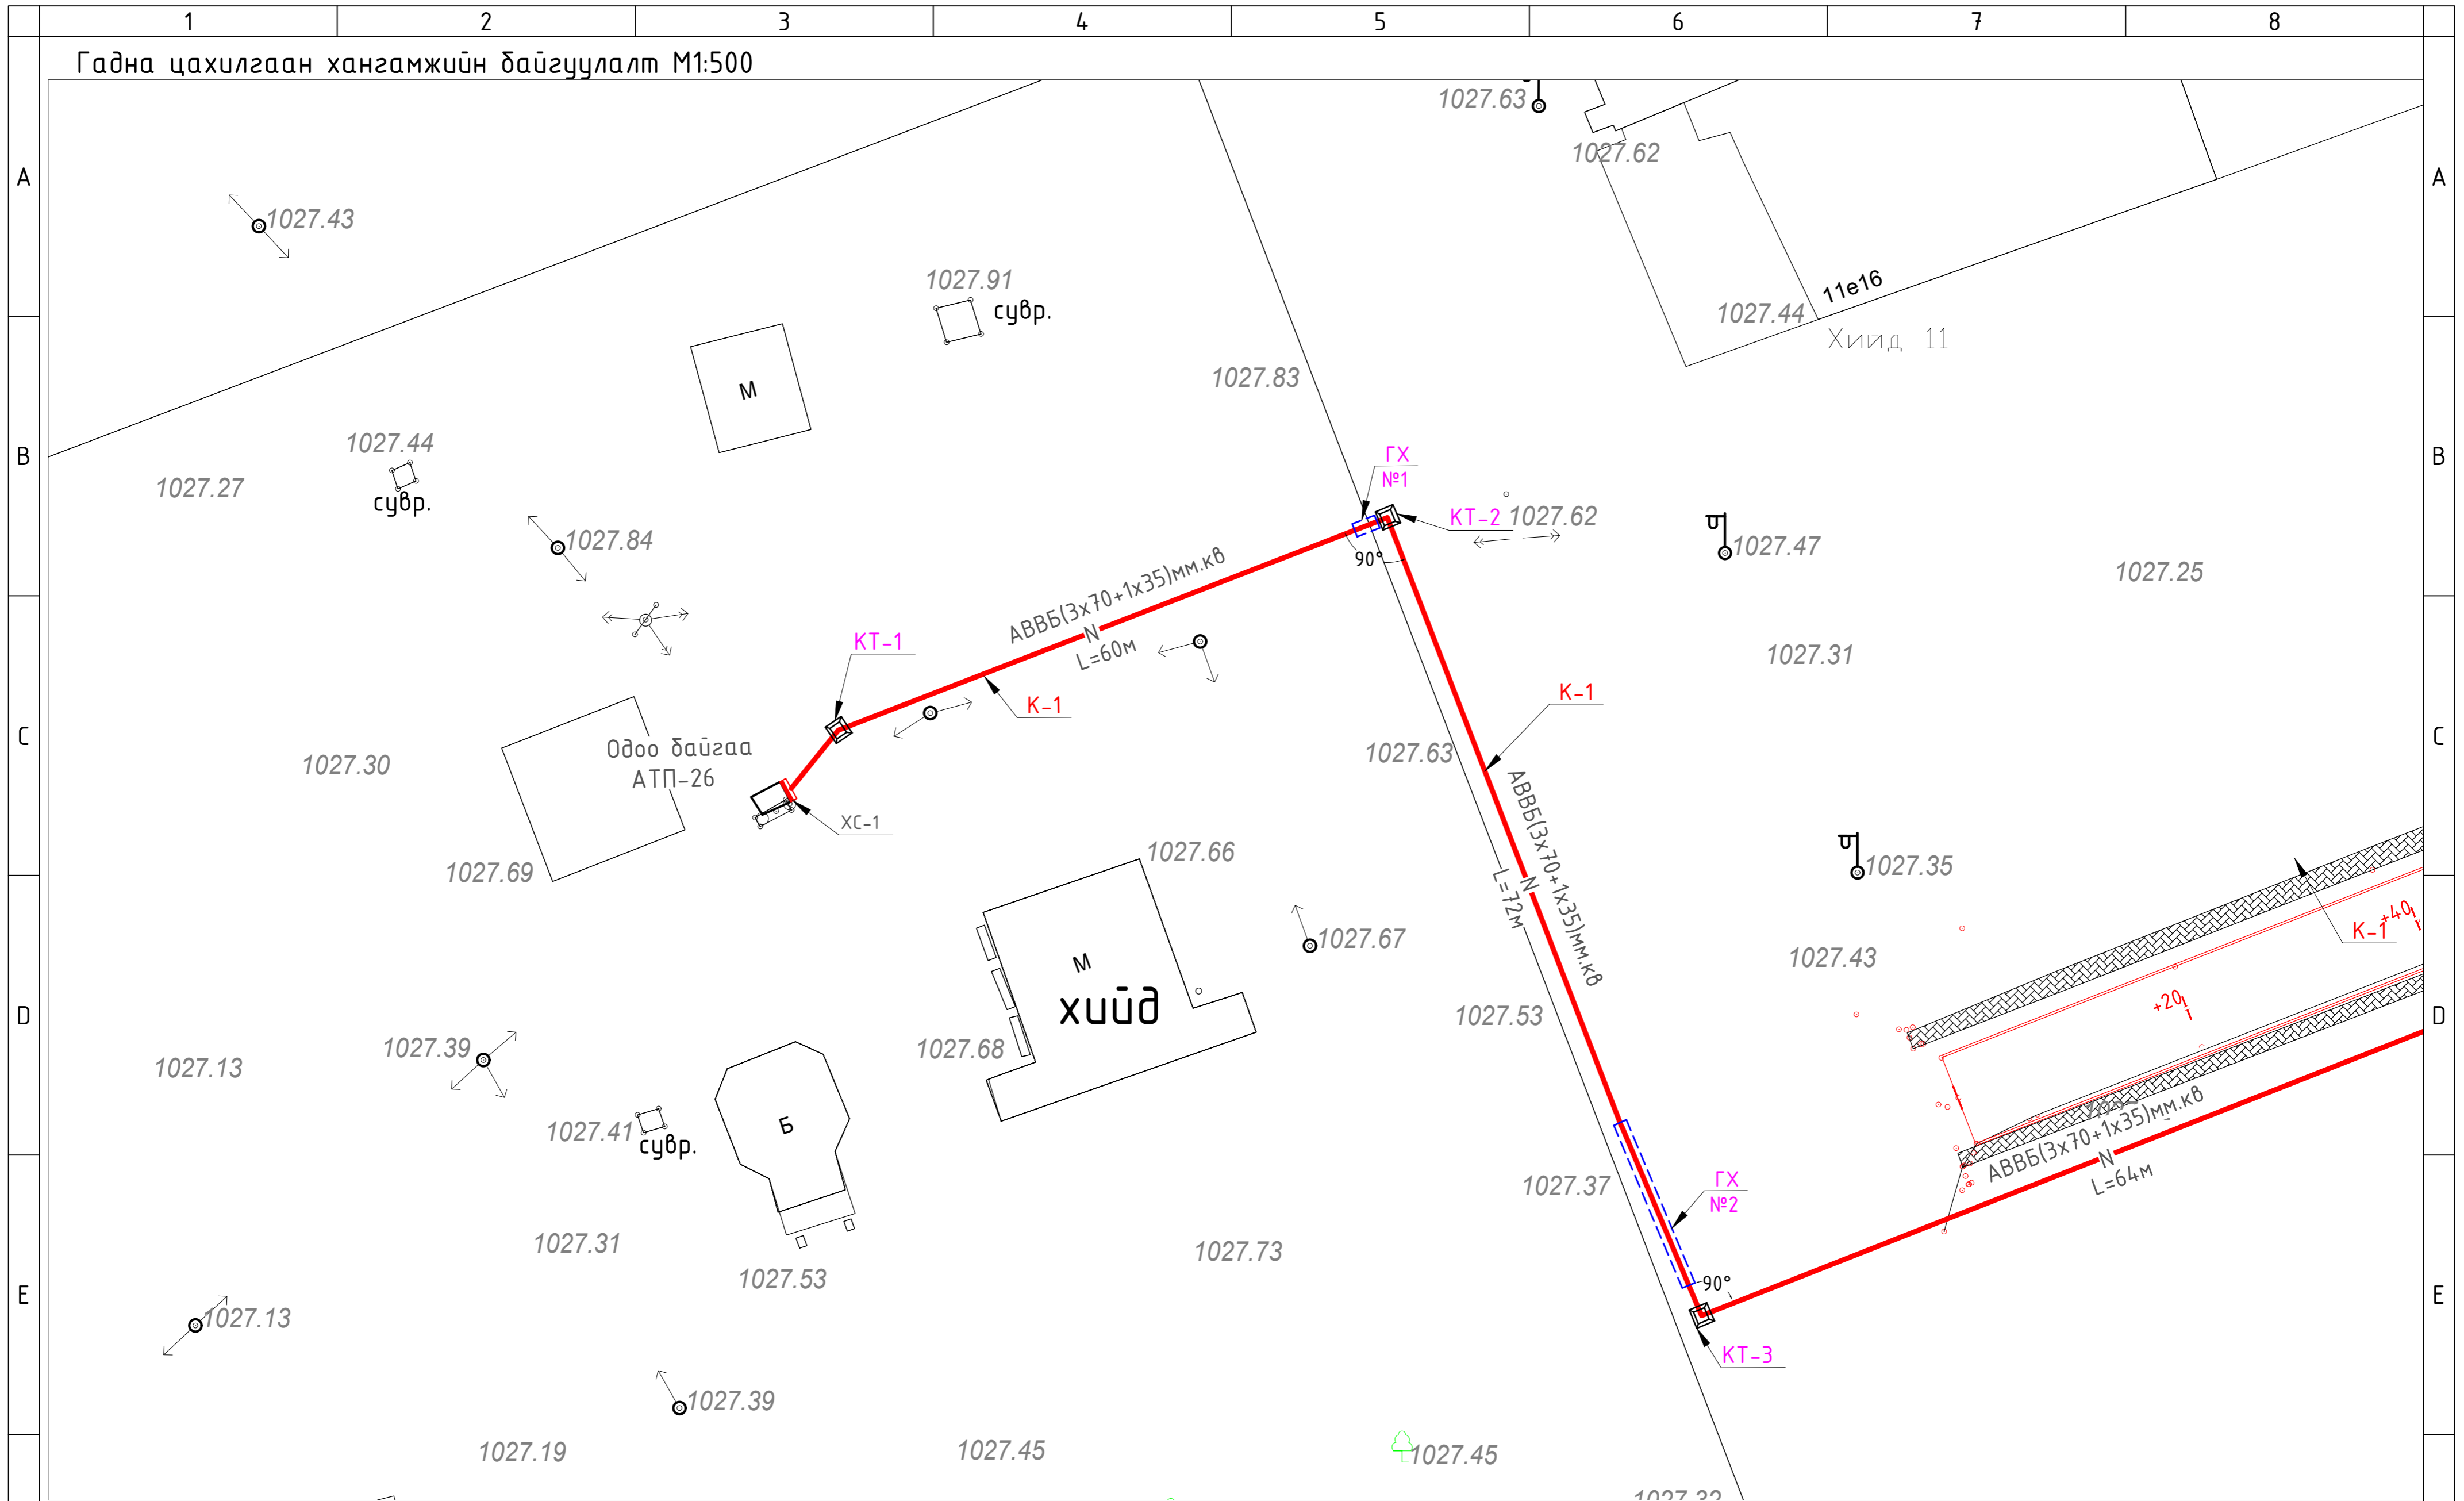 1 2 3 4 5 6 7 8
Гадна цахилгаан хангамжийн байгуулалт М1:500
1027.63
1027.62
A A
1027.43
1027.91
сувр.
11е16
1027.44
Хийд 11
1027.83
М
1027.44
B B
ГХ
№1
1027.27
сувр.
КТ-2
1027.62
1027.84
1027.47
90°
1027.25
АВВБ(3х70+1х35)мм.кв
N
L=60м
КТ-1
1027.31
К-1
К-1
C C
Одоо байгаа
АТП-26
1027.30
1027.63
ХС-1
АВВБ(3х70+1х35)мм.кв
N
L=72м
1027.66
1027.69
1027.35
+40
К-1
1027.67
1027.43
М
хийд
+20
D D
1027.53
1027.39
1027.68
1027.13
1027.41
сувр.
Б
АВВБ(3х70+1х35)мм.кв
N
L=64м
1027.37
ГХ
№2
1027.31
1027.73
1027.53
90°
E E
1027.13
КТ-3
1027.39
1027.19
1027.45
1027.45